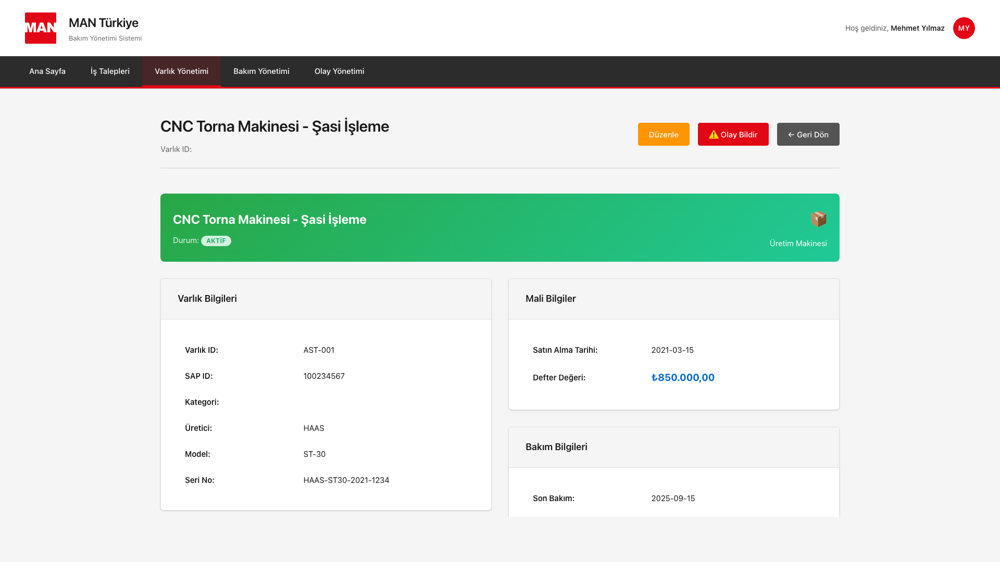 MAN
MAN Türkiye
Bakım Yönetimi Sistemi
Hoş geldiniz, Mehmet Yılmaz
MY
Ana Sayfa
İş Talepleri
Varlık Yönetimi
Bakım Yönetimi
Olay Yönetimi
CNC Torna Makinesi - Şasi İşleme
Varlık ID:
Düzenle
⚠️ Olay Bildir
← Geri Dön
CNC Torna Makinesi - Şasi İşleme
Durum: AKTİF
Üretim Makinesi
Varlık Bilgileri
Varlık ID: AST-001
SAP ID: 100234567
Kategori:
Üretici: HAAS
Model: ST-30
Seri No: HAAS-ST30-2021-1234
Mali Bilgiler
Satın Alma Tarihi: 2021-03-15
Defter Değeri: ₺850.000,00
Bakım Bilgileri
Son Bakım: 2025-09-15